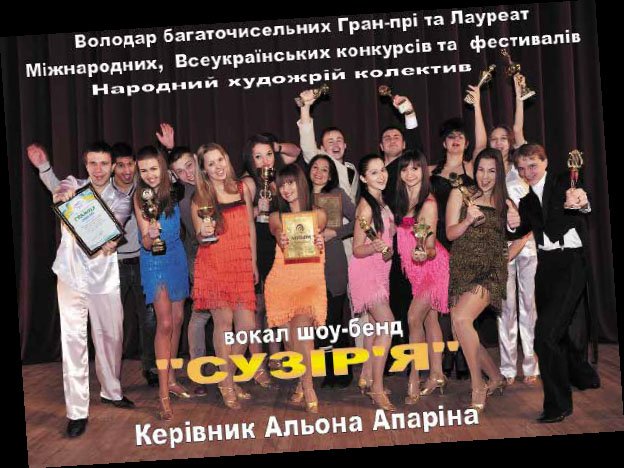 Володар багаточисельних Гран-прі та Лауреат
Міжнародних, Всеукраїнських конкурсів та фестивалів
Народний художрій колектив
вокал шоу-бенд
"СУЗІР'Я"
Керівник Альона Апаріна